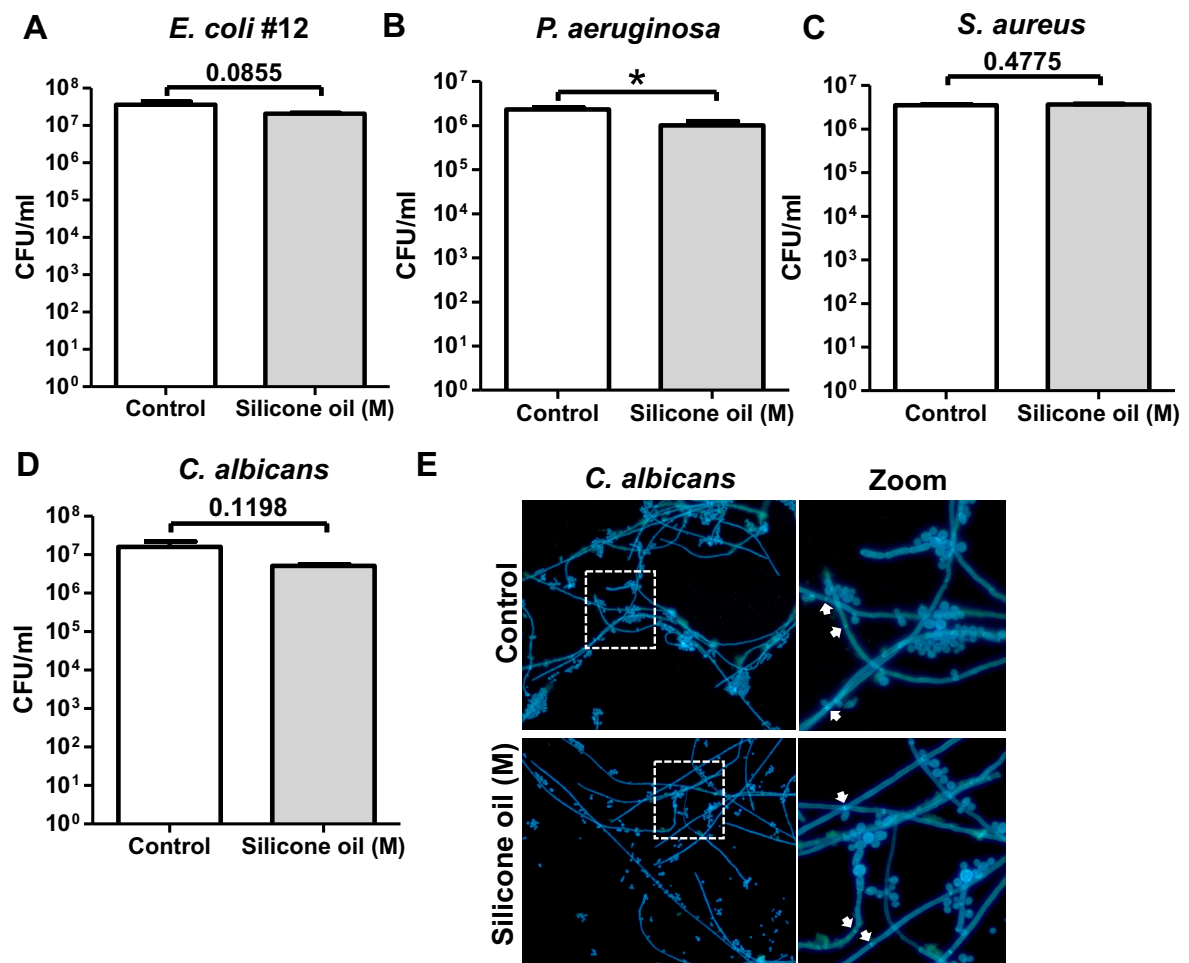 A
E. coli #12
0.0855
CFU/ml
10⁸
10⁷
10⁶
10⁵
10⁴
10³
10²
10¹
10⁰
Control
Silicone oil (M)
B
P. aeruginosa
*
CFU/ml
10⁷
10⁶
10⁵
10⁴
10³
10²
10¹
10⁰
Control
Silicone oil (M)
C
S. aureus
0.4775
CFU/ml
10⁷
10⁶
10⁵
10⁴
10³
10²
10¹
10⁰
Control
Silicone oil (M)
D
C. albicans
0.1198
CFU/ml
10⁸
10⁷
10⁶
10⁵
10⁴
10³
10²
10¹
10⁰
Control
Silicone oil (M)
E
C. albicans
Zoom
Control
Silicone oil (M)